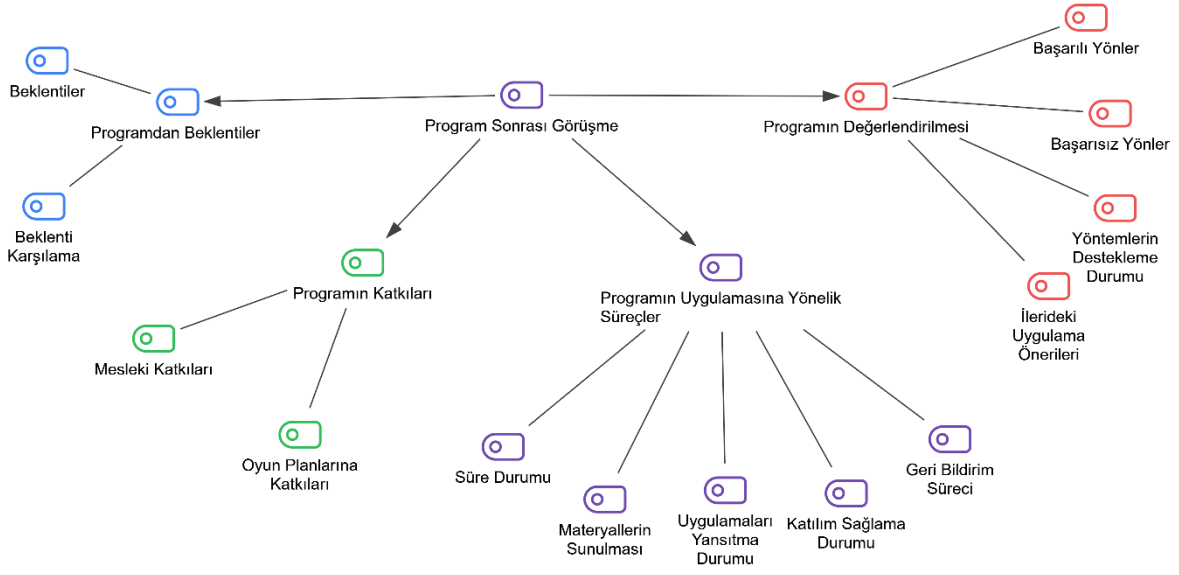 Başarılı Yönler
Beklentiler
Programdan Beklentiler
Program Sonrası Görüşme
Programın Değerlendirilmesi
Başarısız Yönler
Beklenti
Karşılama
Yöntemlerin
Destekleme
Durumu
Programın Katkıları
Programın Uygulamasına Yönelik
Süreçler
İlerideki
Uygulama
Önerileri
Mesleki Katkıları
Oyun Planlarına
Katkıları
Süre Durumu
Geri Bildirim
Süreci
Materyallerin
Sunulması
Uygulamaları
Yansıtma
Durumu
Katılım Sağlama
Durumu